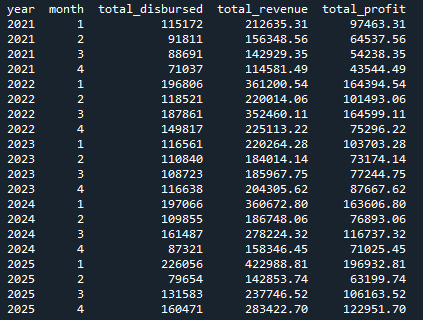 year month total_disbursed total_revenue total_profit
2021 1 115172 212635.31 97463.31
2021 2 91811 156348.56 64537.56
2021 3 88691 142929.35 54238.35
2021 4 71037 114581.49 43544.49
2022 1 196806 361200.54 164394.54
2022 2 118521 220014.06 101493.06
2022 3 187861 352460.11 164599.11
2022 4 149817 225113.22 75296.22
2023 1 116561 220264.28 103703.28
2023 2 110840 184014.14 73174.14
2023 3 108723 185967.75 77244.75
2023 4 116638 204305.62 87667.62
2024 1 197066 360672.80 163606.80
2024 2 109855 186748.06 76893.06
2024 3 161487 278224.32 116737.32
2024 4 87321 158346.45 71025.45
2025 1 226056 422988.81 196932.81
2025 2 79654 142853.74 63199.74
2025 3 131583 237746.52 106163.52
2025 4 160471 283422.70 122951.70